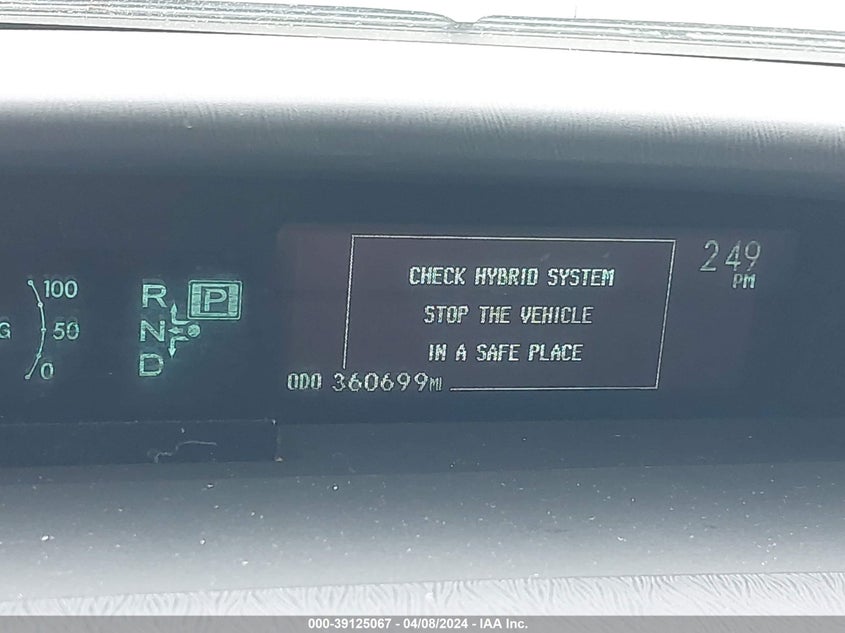 249
PM
CHECK HYBRID SYSTEM
STOP THE VEHICLE
IN A SAFE PLACE
ODO 360699MI
100
G 50
0
R P
N
D
000-39125067 - 04/08/2024 - IAA Inc.